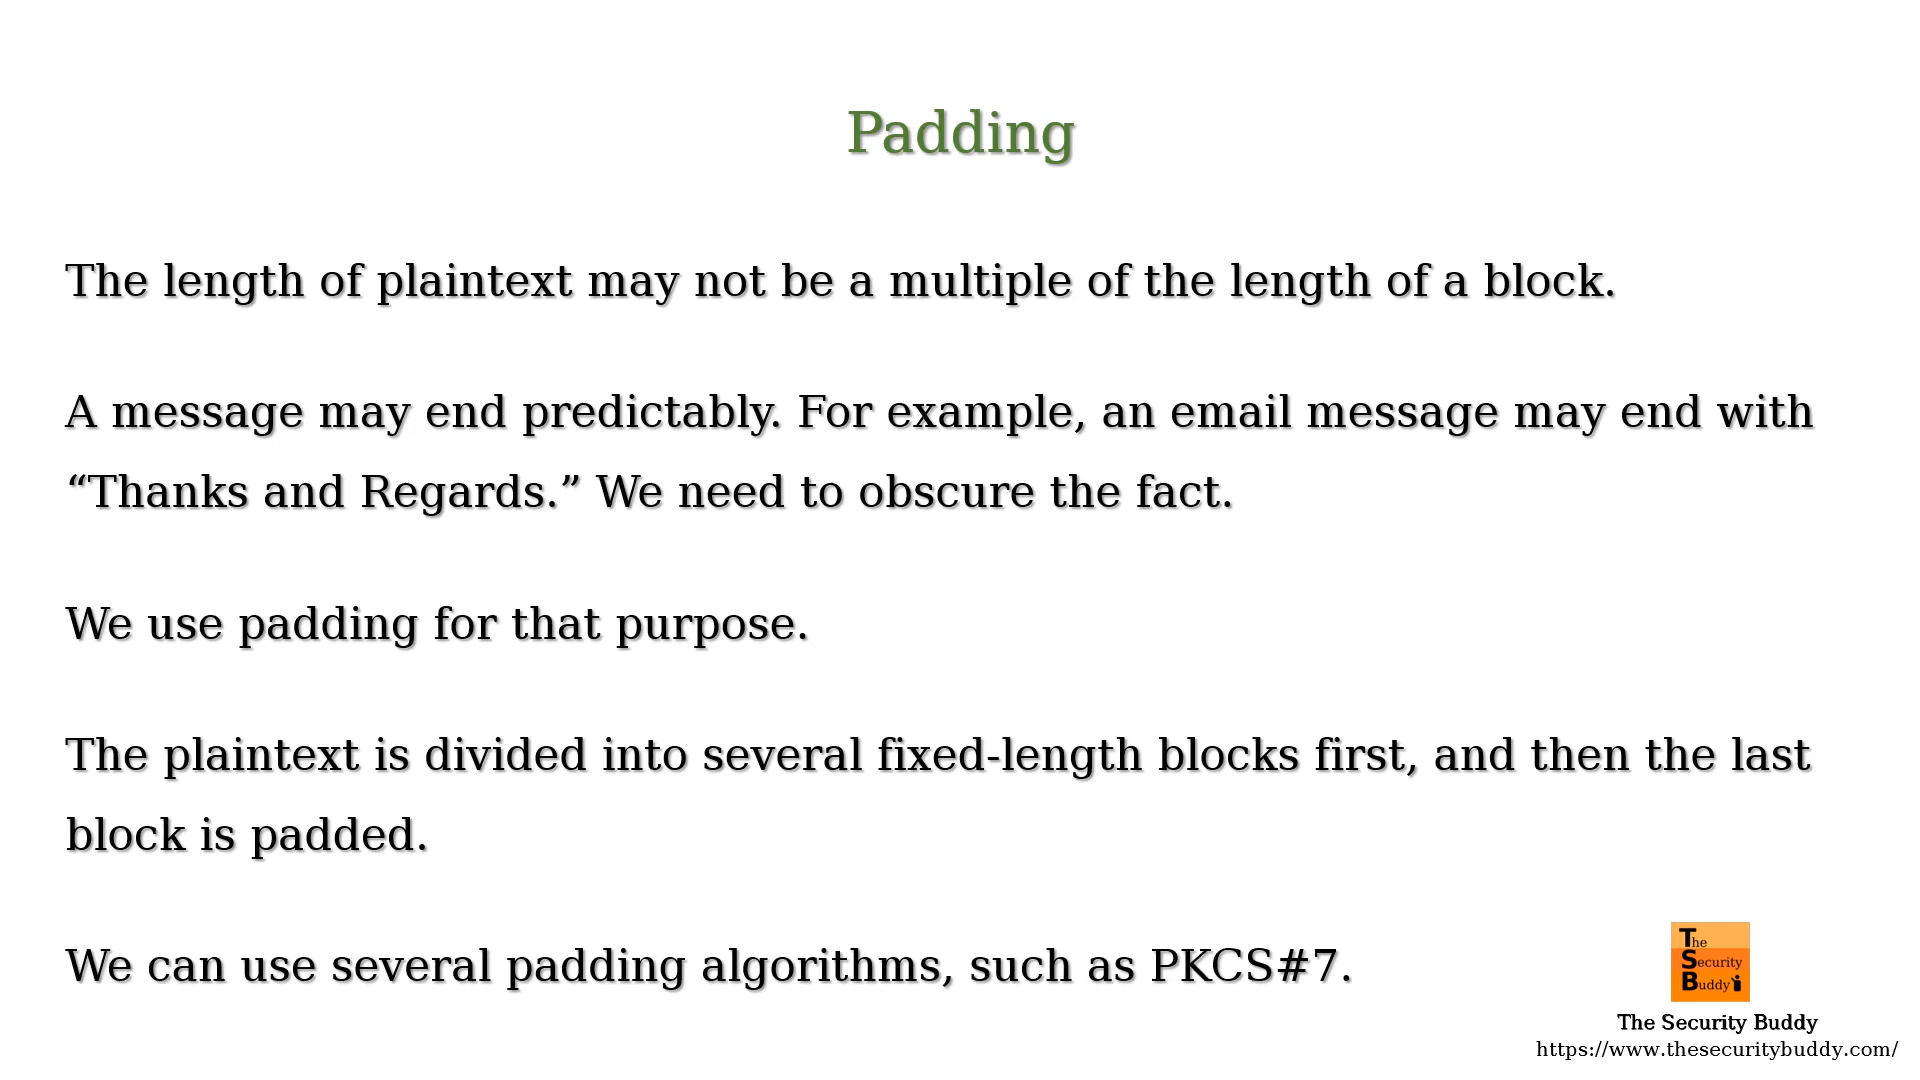 Padding
The length of plaintext may not be a multiple of the length of a block.
A message may end predictably. For example, an email message may end with
“Thanks and Regards.” We need to obscure the fact.
We use padding for that purpose.
The plaintext is divided into several fixed-length blocks first, and then the last
block is padded.
We can use several padding algorithms, such as PKCS#7.
The
Security
Buddy
The Security Buddy
https://www.thesecuritybuddy.com/